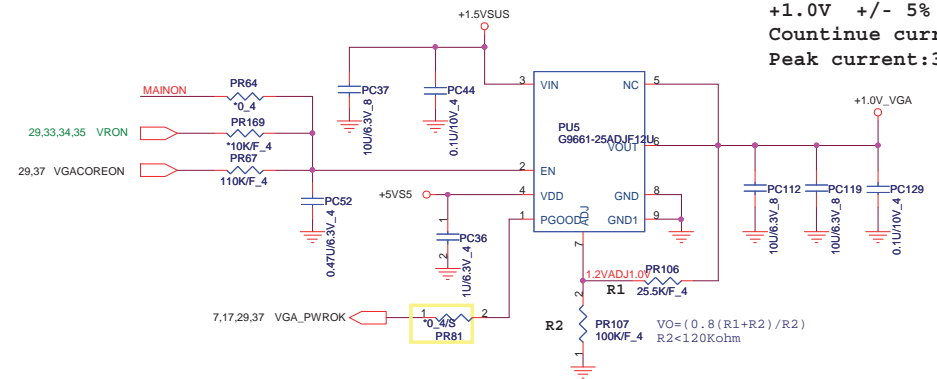 +1.0V +/- 5%
Countinue curr
Peak current:3
+1.5VSUS
MAINON
PR64
*0_4
29,33,34,35 VRON
PR169
*10K/F_4
29,37 VGACOREON
PR67
110K/F_4
PC52
0.47U/6.3V_4
PC37
10U/6.3V_8
PC44
0.1U/10V_4
3
VIN
NC
5
PU5
G9661-25ADJF12U
VOUT
6
2
EN
+5VS5
4
VDD
GND
8
1
PGOOD
ADJ
GND1
9
7
1
PC36
2
1U/6.3V_4
+1.0V_VGA
PC112
10U/6.3V_8
PC119
10U/6.3V_8
PC129
0.1U/10V_4
1.2VADJ1.0V
PR106
R1
25.5K/F_4
7,17,29,37 VGA_PWROK
1
*0_4/S
2
PR81
2
R2
PR107
100K/F_4
1
VO=(0.8(R1+R2)/R2)
R2<120Kohm